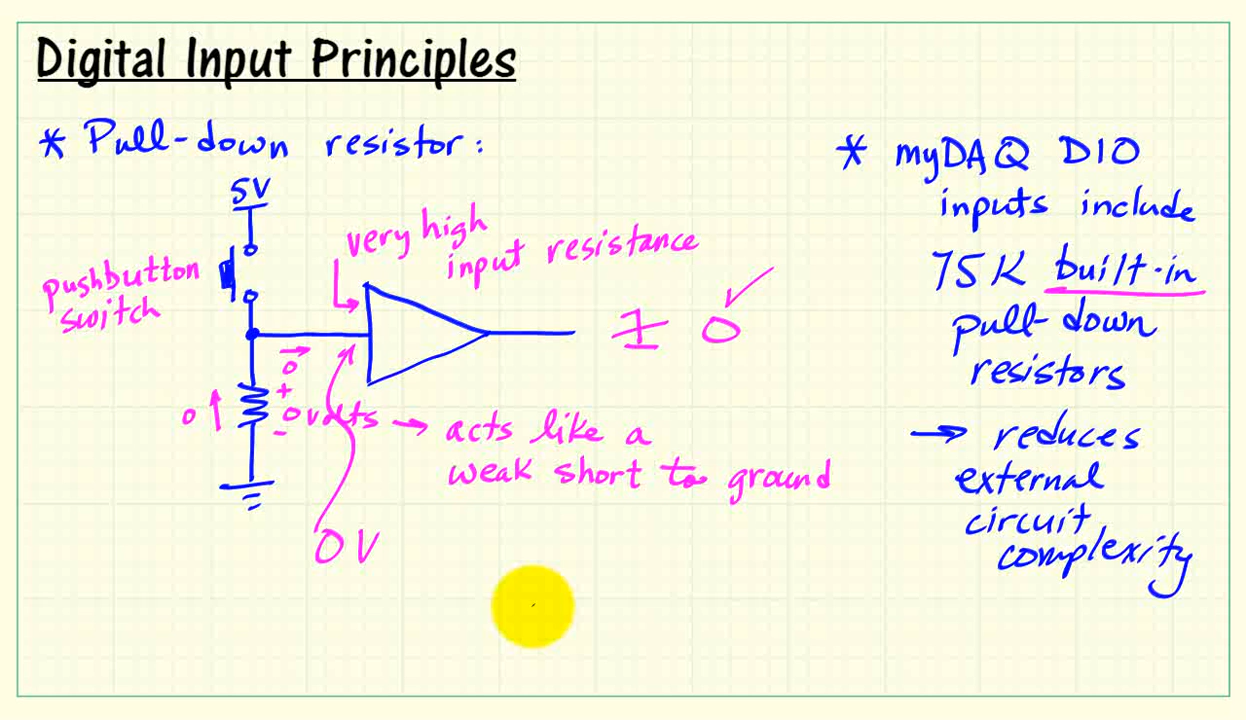 Digital Input Principles
* Pull-down resistor:
5V
very high
input resistance
pushbutton
switch
0
0
+
0 volts → acts like a
-
weak short to ground
0V
1 0
* myDAQ DIO
inputs include
75K built-in
pull-down
resistors
→ reduces
external
circuit
complexity